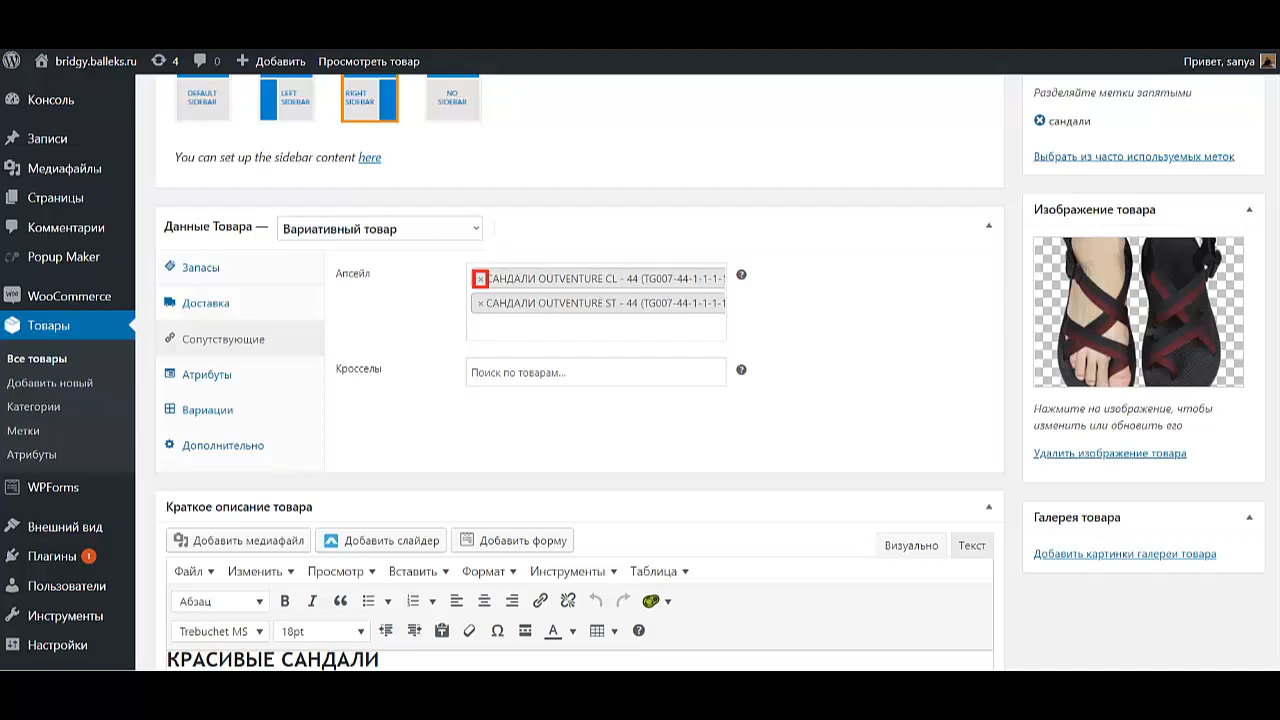 bridgy.balleks.ru 4 0 Добавить Просмотреть товар Привет, sanya
Консоль
Записи
Медиафайлы
Страницы
Комментарии
Popup Maker
WooCommerce
Товары
Все товары
Добавить новый
Категории
Метки
Атрибуты
WPForms
Внешний вид
Плагины 1
Пользователи
Инструменты
Настройки
DEFAULT SIDEBAR
LEFT SIDEBAR
RIGHT SIDEBAR
NO SIDEBAR
You can set up the sidebar content here
Данные Товара — Вариативный товар
Запасы
Доставка
Сопутствующие
Атрибуты
Вариации
Дополнительно
Апсейл
× САНДАЛИ OUTVENTURE CL - 44 (TG007-44-1-1-1-1
× САНДАЛИ OUTVENTURE ST - 44 (TG007-44-1-1-1-1
Кросселы
Поиск по товарам...
Краткое описание товара
Добавить медиафайл Добавить слайдер Добавить форму
Визуально Текст
Файл Изменить Просмотр Вставить Формат Инструменты Таблица
Абзац
Trebuchet MS 18pt
КРАСИВЫЕ САНДАЛИ
Разделяйте метки запятыми
сандали
Выбрать из часто используемых меток
Изображение товара
Нажмите на изображение, чтобы
изменить или обновить его
Удалить изображение товара
Галерея товара
Добавить картинки галереи товара